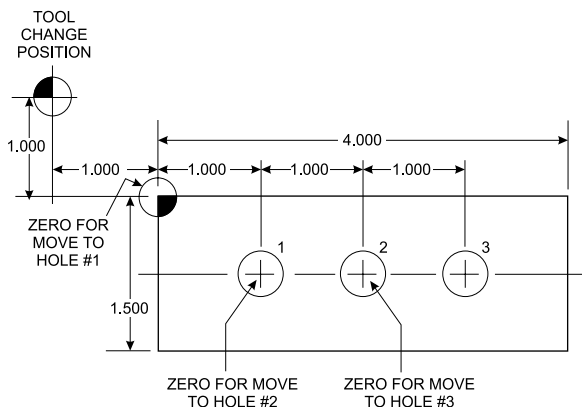 TOOL
CHANGE
POSITION
4.000
1.000
1.000
1.000
1.000
1.000
ZERO FOR
MOVE TO
HOLE #1
1
2
3
1.500
ZERO FOR MOVE
TO HOLE #2
ZERO FOR MOVE
TO HOLE #3